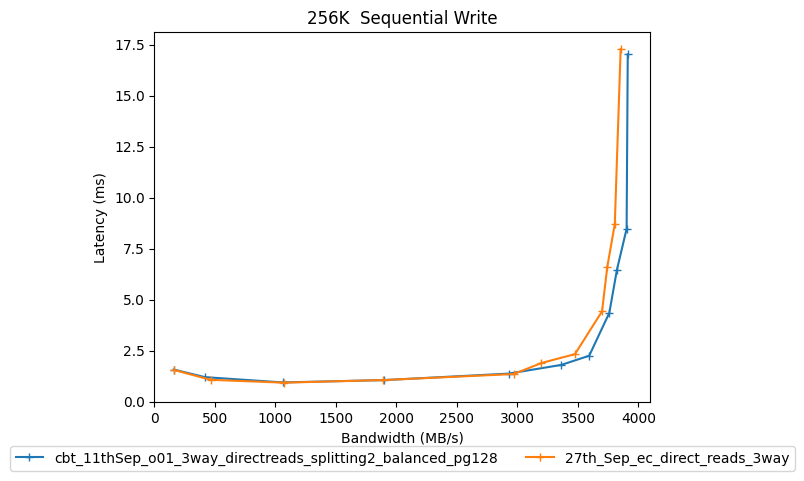 256K  Sequential Write
17.5
15.0
12.5
10.0
7.5
5.0
2.5
0.0
Latency (ms)
0 500 1000 1500 2000 2500 3000 3500 4000
Bandwidth (MB/s)
cbt_11thSep_o01_3way_directreads_splitting2_balanced_pg128 27th_Sep_ec_direct_reads_3way